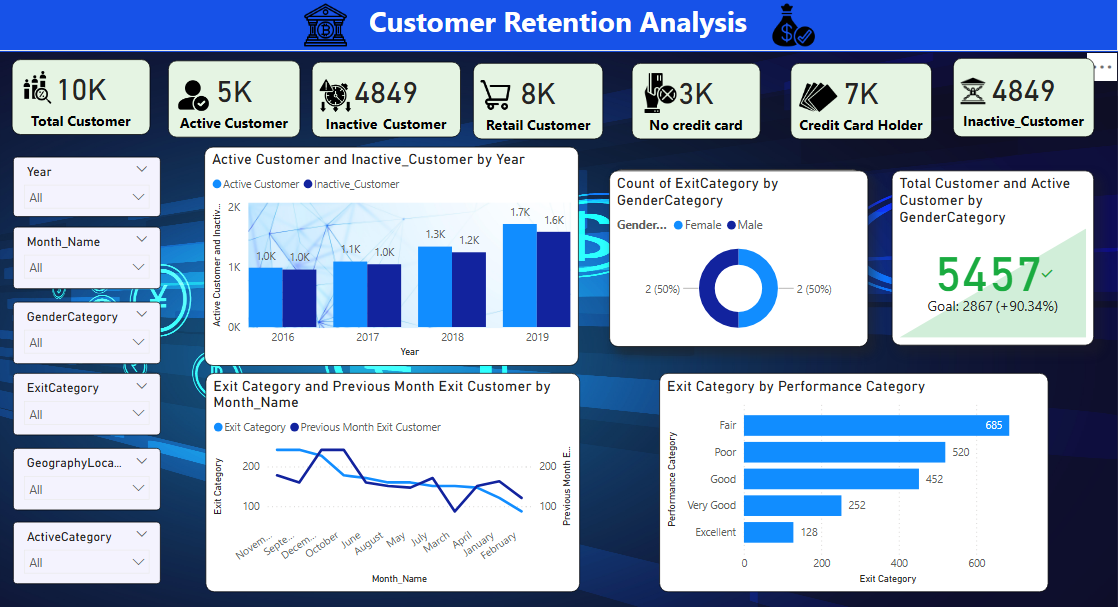 Customer Retention Analysis
10K
Total Customer
5K
Active Customer
4849
Inactive Customer
8K
Retail Customer
3K
No credit card
7K
Credit Card Holder
4849
Inactive_Customer
Year
All
Month_Name
All
GenderCategory
All
ExitCategory
All
GeographyLoca...
All
ActiveCategory
All
Active Customer and Inactive_Customer by Year
Active Customer Inactive_Customer
Active Customer and Inactiv...
2K
1K
0K
1.0K 1.0K 1.1K 1.0K 1.3K 1.2K 1.7K 1.6K
2016 2017 2018 2019
Year
Count of ExitCategory by
GenderCategory
Gender... Female Male
2 (50%) 2 (50%)
Total Customer and Active
Customer by
GenderCategory
5457
Goal: 2867 (+90.34%)
Exit Category and Previous Month Exit Customer by
Month_Name
Exit Category Previous Month Exit Customer
Exit Category
200
100
200
100
Previous Month E...
Novem... Septe... Decem... October June August May July March April January February
Month_Name
Exit Category by Performance Category
Performance Category
Fair 685
Poor 520
Good 452
Very Good 252
Excellent 128
0 200 400 600
Exit Category